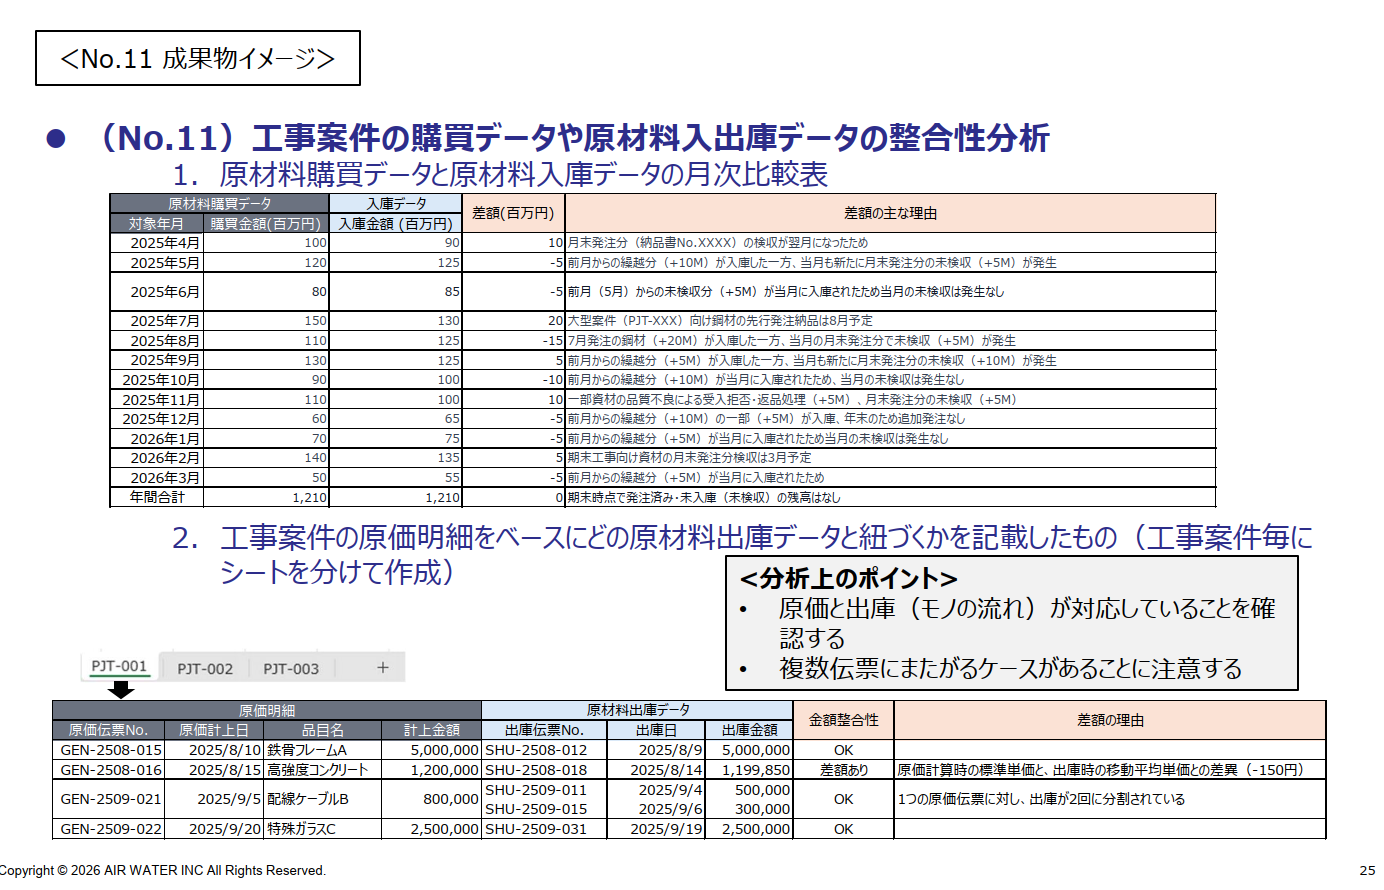 <No.11 成果物イメージ>
● （No.11）工事案件の購買データや原材料入出庫データの整合性分析
1. 原材料購買データと原材料入庫データの月次比較表
原材料購買データ 入庫データ 差額(百万円) 差額の主な理由
対象年月 購買金額(百万円) 入庫金額 (百万円)
2025年4月 100 90 10 月末発注分（納品書No.XXXX）の検収が翌月になったため
2025年5月 120 125 -5 前月からの繰越分（+10M）が入庫した一方、当月も新たに月末発注分の未検収（+5M）が発生
2025年6月 80 85 -5 前月（5月）からの未検収分（+5M）が当月に入庫されたため当月の未検収は発生なし
2025年7月 150 130 20 大型案件（PJT-XXX）向け鋼材の先行発注納品は8月予定
2025年8月 110 125 -15 7月発注の鋼材（+20M）が入庫した一方、当月の月末発注分で未検収（+5M）が発生
2025年9月 130 125 5 前月からの繰越分（+5M）が入庫した一方、当月も新たに月末発注分の未検収（+10M）が発生
2025年10月 90 100 -10 前月からの繰越分（+10M）が当月に入庫されたため、当月の未検収は発生なし
2025年11月 110 100 10 一部資材の品質不良による受入拒否・返品処理（+5M）、月末発注分の未検収（+5M）
2025年12月 60 65 -5 前月からの繰越分（+10M）の一部（+5M）が入庫、年末のため追加発注なし
2026年1月 70 75 -5 前月からの繰越分（+5M）が当月に入庫されたため当月の未検収は発生なし
2026年2月 140 135 5 期末工事向け資材の月末発注分検収は3月予定
2026年3月 50 55 -5 前月からの繰越分（+5M）が当月に入庫されたため
年間合計 1,210 1,210 0 期末時点で発注済み・未入庫（未検収）の残高はなし
2. 工事案件の原価明細をベースにどの原材料出庫データと紐づくかを記載したもの（工事案件毎に
シートを分けて作成）
<分析上のポイント>
• 原価と出庫（モノの流れ）が対応していることを確
認する
• 複数伝票にまたがるケースがあることに注意する
PJT-001 PJT-002 PJT-003 +
原価明細 原材料出庫データ 金額整合性 差額の理由
原価伝票No. 原価計上日 品目名 計上金額 出庫伝票No. 出庫日 出庫金額
GEN-2508-015 2025/8/10 鉄骨フレームA 5,000,000 SHU-2508-012 2025/8/9 5,000,000 OK
GEN-2508-016 2025/8/15 高強度コンクリート 1,200,000 SHU-2508-018 2025/8/14 1,199,850 差額あり 原価計算時の標準単価と、出庫時の移動平均単価との差異（-150円）
GEN-2509-021 2025/9/5 配線ケーブルB 800,000 SHU-2509-011 2025/9/4 500,000 OK 1つの原価伝票に対し、出庫が2回に分割されている
SHU-2509-015 2025/9/6 300,000
GEN-2509-022 2025/9/20 特殊ガラスC 2,500,000 SHU-2509-031 2025/9/19 2,500,000 OK
Copyright © 2026 AIR WATER INC All Rights Reserved.
25